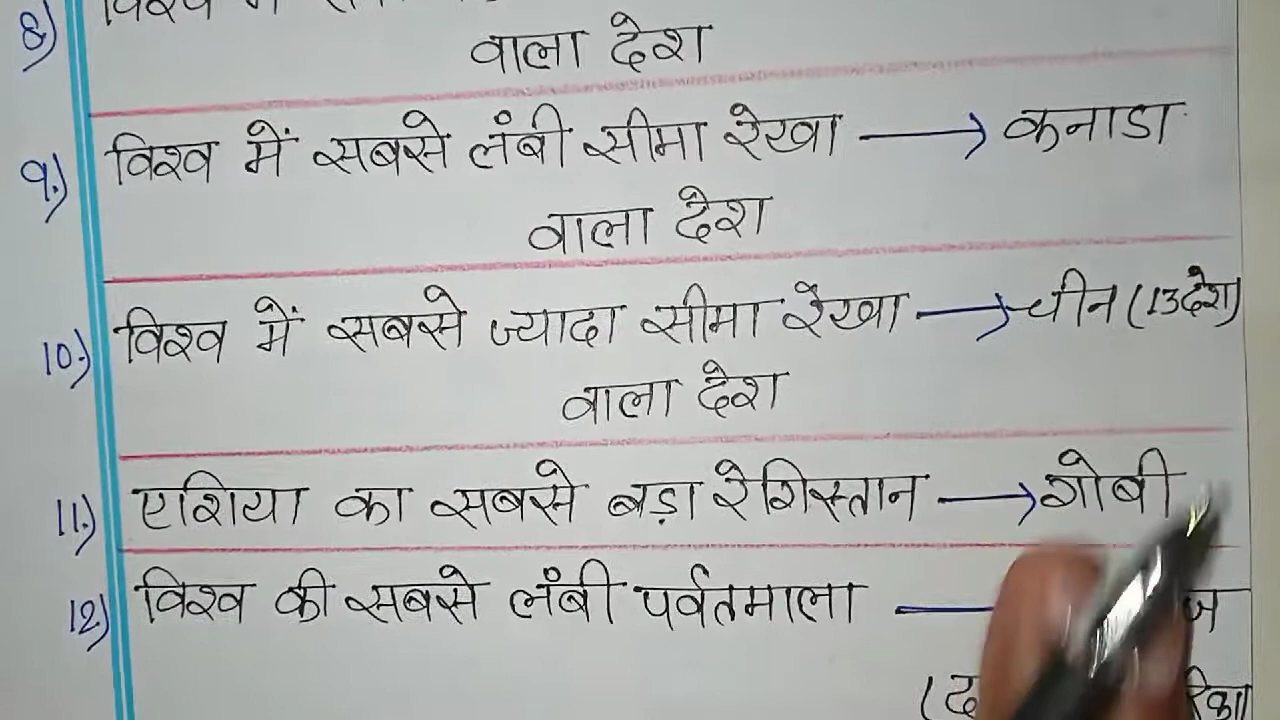 8) विश्व में
वाला देश
9.) विश्व में सबसे लंबी सीमा रेखा → कनाडा
वाला देश
10.) विश्व में सबसे ज्यादा सीमा रेखा → चीन (13 देश)
वाला देश
11.) एशिया का सबसे बड़ा रेगिस्तान → गोबी
12) विश्व की सबसे लंबी पर्वतमाला